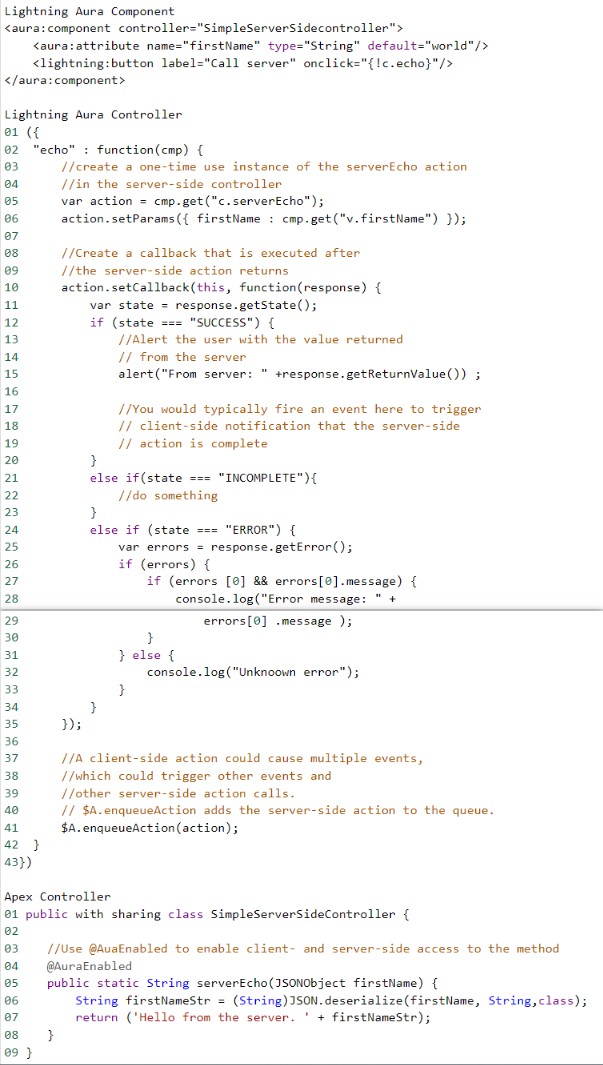 Lightning Aura Component
<aura:component controller="SimpleServerSidecontroller">
    <aura:attribute name="firstName" type="String" default="world"/>
    <lightning:button label="Call server" onclick="{!c.echo}"/>
</aura:component>

Lightning Aura Controller
01 ({
02  "echo" : function(cmp) {
03      //create a one-time use instance of the serverEcho action
04      //in the server-side controller
05      var action = cmp.get("c.serverEcho");
06      action.setParams({ firstName : cmp.get("v.firstName") });
07
08      //Create a callback that is executed after
09      //the server-side action returns
10      action.setCallback(this, function(response) {
11          var state = response.getState();
12          if (state === "SUCCESS") {
13              //Alert the user with the value returned
14              // from the server
15              alert("From server: " +response.getReturnValue()) ;
16
17              //You would typically fire an event here to trigger
18              // client-side notification that the server-side
19              // action is complete
20          }
21          else if(state === "INCOMPLETE"){
22              //do something
23          }
24          else if (state === "ERROR") {
25              var errors = response.getError();
26              if (errors) {
27                  if (errors [0] && errors[0].message) {
28                      console.log("Error message: " +
29                          errors[0] .message );
30                  }
31              } else {
32                  console.log("Unknoown error");
33              }
34          }
35      });
36
37      //A client-side action could cause multiple events,
38      //which could trigger other events and
39      //other server-side action calls.
40      // $A.enqueueAction adds the server-side action to the queue.
41      $A.enqueueAction(action);
42  }
43})

Apex Controller
01 public with sharing class SimpleServerSideController {
02
03    //Use @AuaEnabled to enable client- and server-side access to the method
04    @AuraEnabled
05    public static String serverEcho(JSONObject firstName) {
06        String firstNameStr = (String)JSON.deserialize(firstName, String,class);
07        return ('Hello from the server. ' + firstNameStr);
08    }
09 }